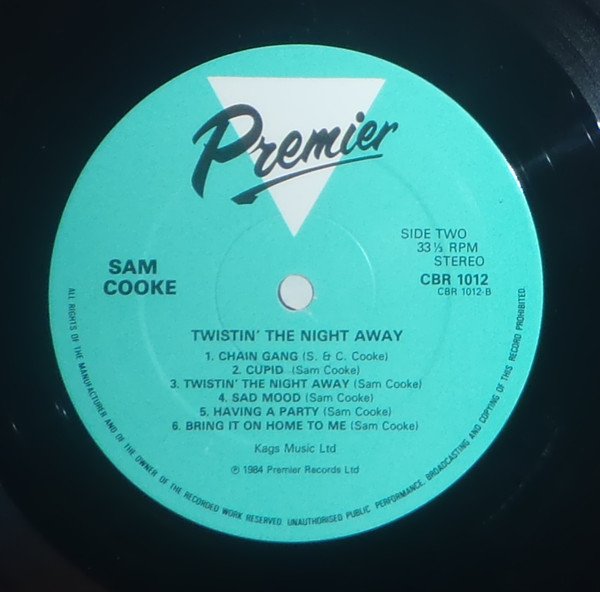 Premier
SIDE TWO
33⅓ RPM
STEREO
SAM
COOKE
CBR 1012
CBR 1012-B
TWISTIN' THE NIGHT AWAY
1. CHAIN GANG (S. & C. Cooke)
2. CUPID (Sam Cooke)
3. TWISTIN' THE NIGHT AWAY (Sam Cooke)
4. SAD MOOD (Sam Cooke)
5. HAVING A PARTY (Sam Cooke)
6. BRING IT ON HOME TO ME (Sam Cooke)
Kags Music Ltd
℗ 1984 Premier Records Ltd
ALL RIGHTS OF THE MANUFACTURER AND OF THE OWNER OF THE RECORDED WORK RESERVED. UNAUTHORISED PUBLIC PERFORMANCE, BROADCASTING AND COPYING OF THIS RECORD PROHIBITED.